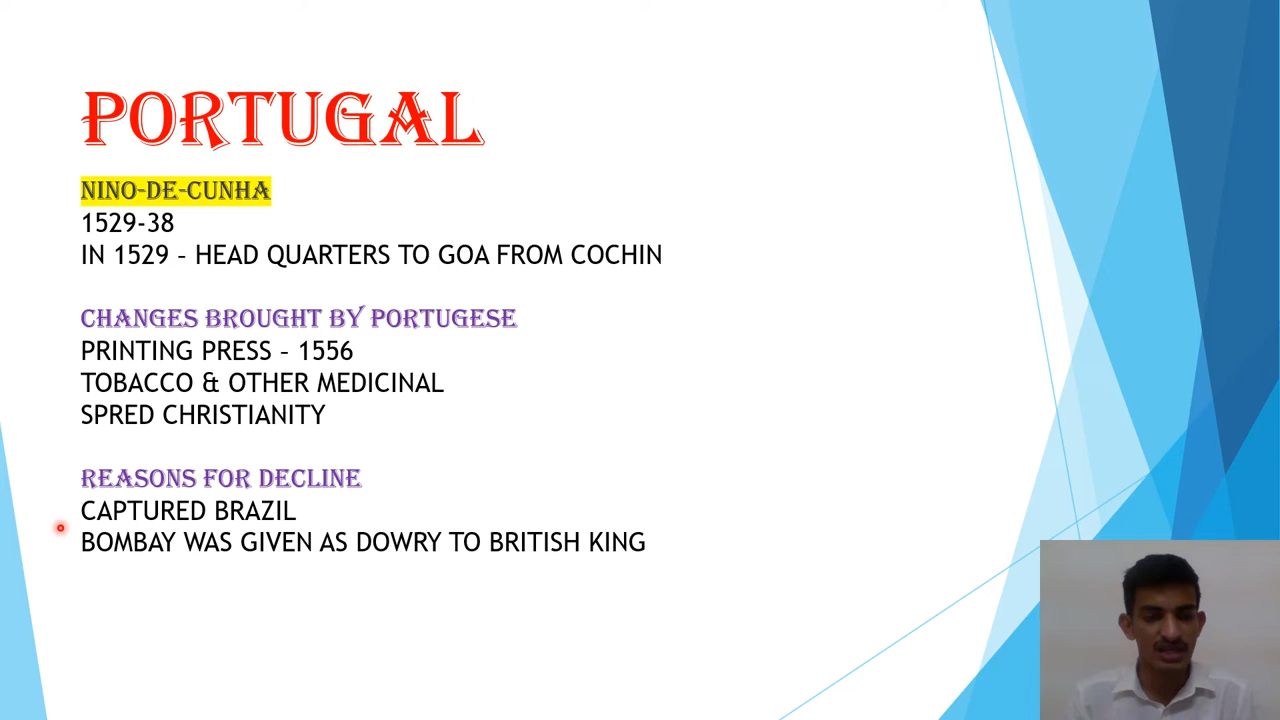 PORTUGAL
NINO-DE-CUNHA
1529-38
IN 1529 – HEAD QUARTERS TO GOA FROM COCHIN
CHANGES BROUGHT BY PORTUGESE
PRINTING PRESS – 1556
TOBACCO & OTHER MEDICINAL
SPRED CHRISTIANITY
REASONS FOR DECLINE
CAPTURED BRAZIL
BOMBAY WAS GIVEN AS DOWRY TO BRITISH KING